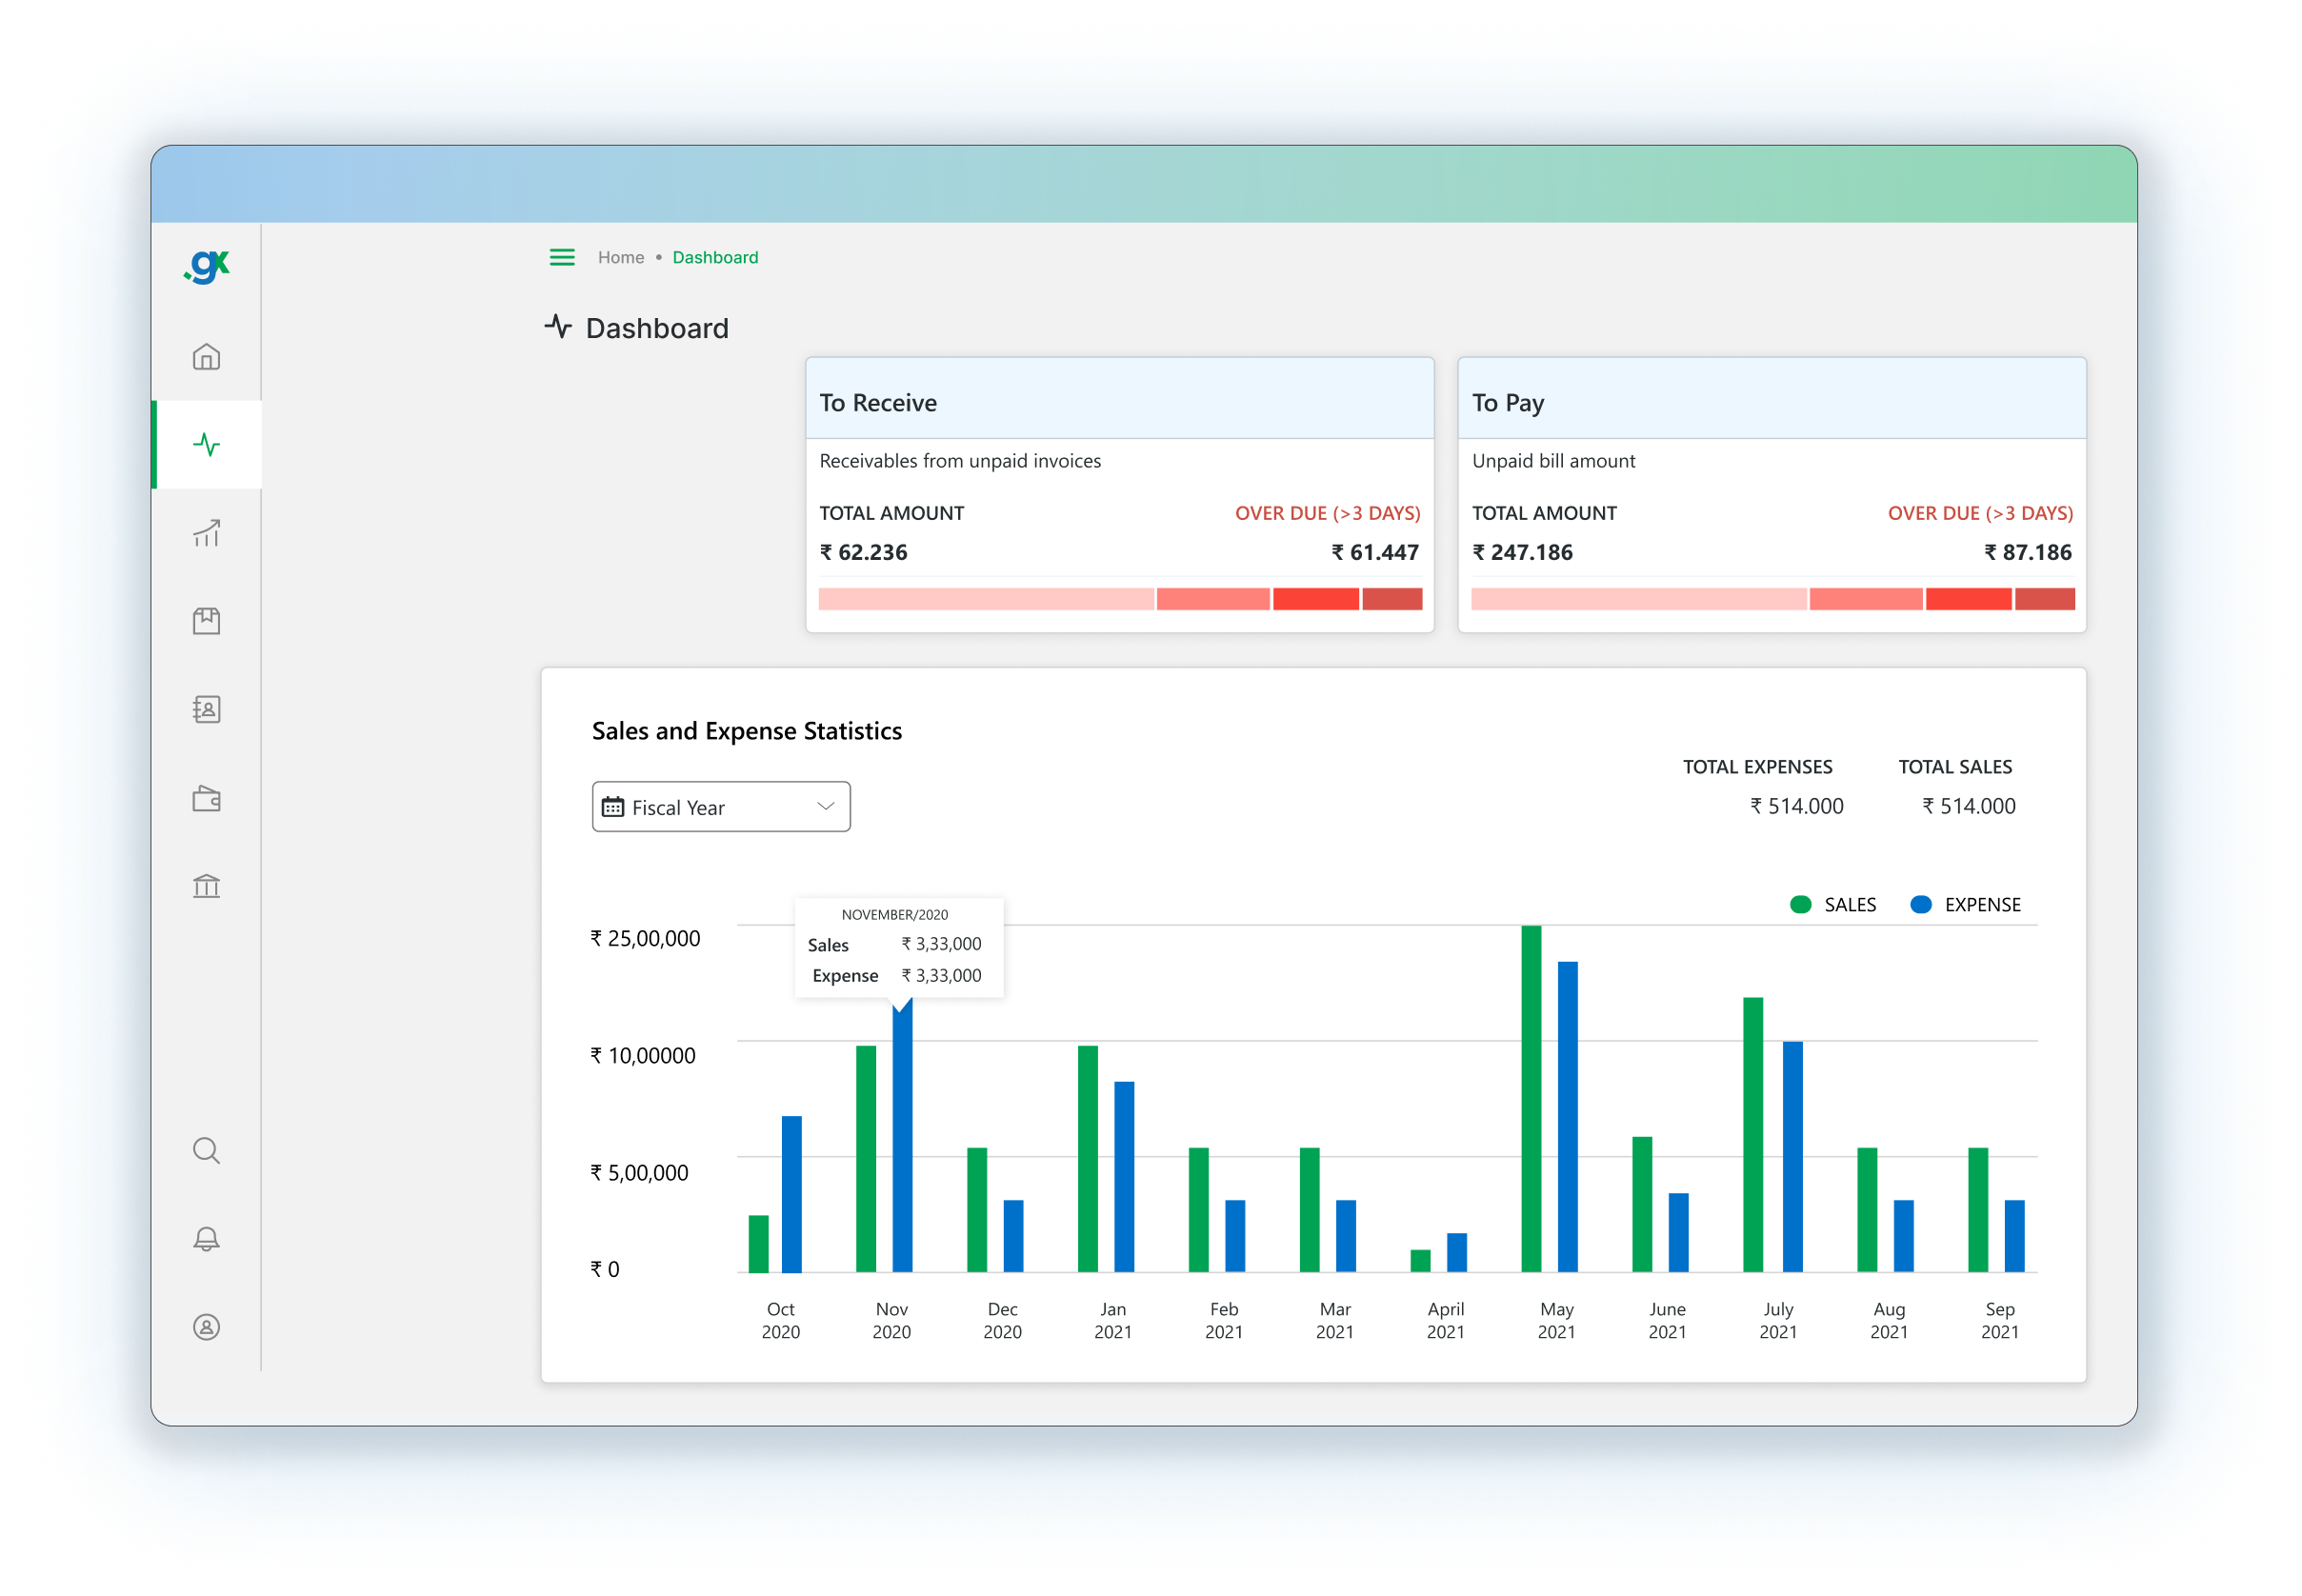 .gx
Home • Dashboard
Dashboard
To Receive
Receivables from unpaid invoices
TOTAL AMOUNT OVER DUE (>3 DAYS)
₹ 62.236 ₹ 61.447
To Pay
Unpaid bill amount
TOTAL AMOUNT OVER DUE (>3 DAYS)
₹ 247.186 ₹ 87.186
Sales and Expense Statistics
Fiscal Year
TOTAL EXPENSES TOTAL SALES
₹ 514.000 ₹ 514.000
SALES EXPENSE
NOVEMBER/2020
Sales ₹ 3,33,000
Expense ₹ 3,33,000
₹ 25,00,000
₹ 10,00000
₹ 5,00,000
₹ 0
Oct Nov Dec Jan Feb Mar April May June July Aug Sep
2020 2020 2020 2021 2021 2021 2021 2021 2021 2021 2021 2021